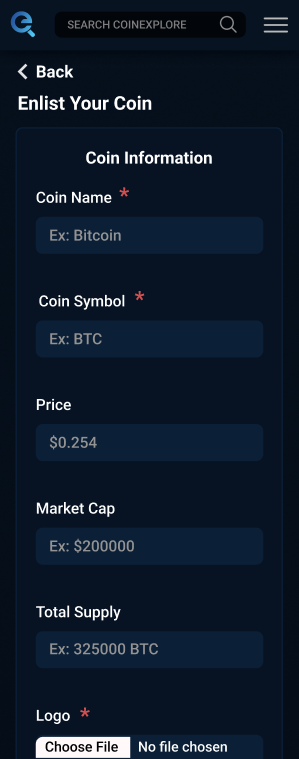 SEARCH COINEXPLORE
Back
Enlist Your Coin
Coin Information
Coin Name *
Ex: Bitcoin
Coin Symbol *
Ex: BTC
Price
$0.254
Market Cap
Ex: $200000
Total Supply
Ex: 325000 BTC
Logo *
Choose File No file chosen